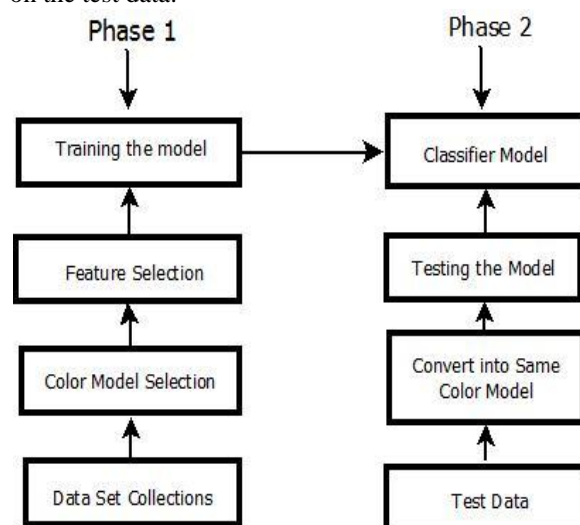 on the test data.
Phase 1
Phase 2
Training the model
Classifier Model
Feature Selection
Testing the Model
Color Model Selection
Convert into Same
Color Model
Data Set Collections
Test Data